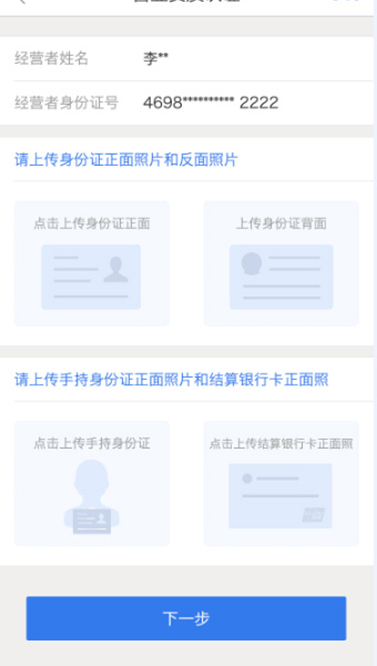 经营者姓名 李**
经营者身份证号 4698********** 2222
请上传身份证正面照片和反面照片
点击上传身份证正面 上传身份证背面
请上传手持身份证正面照片和结算银行卡正面照
点击上传手持身份证 点击上传结算银行卡正面照
下一步